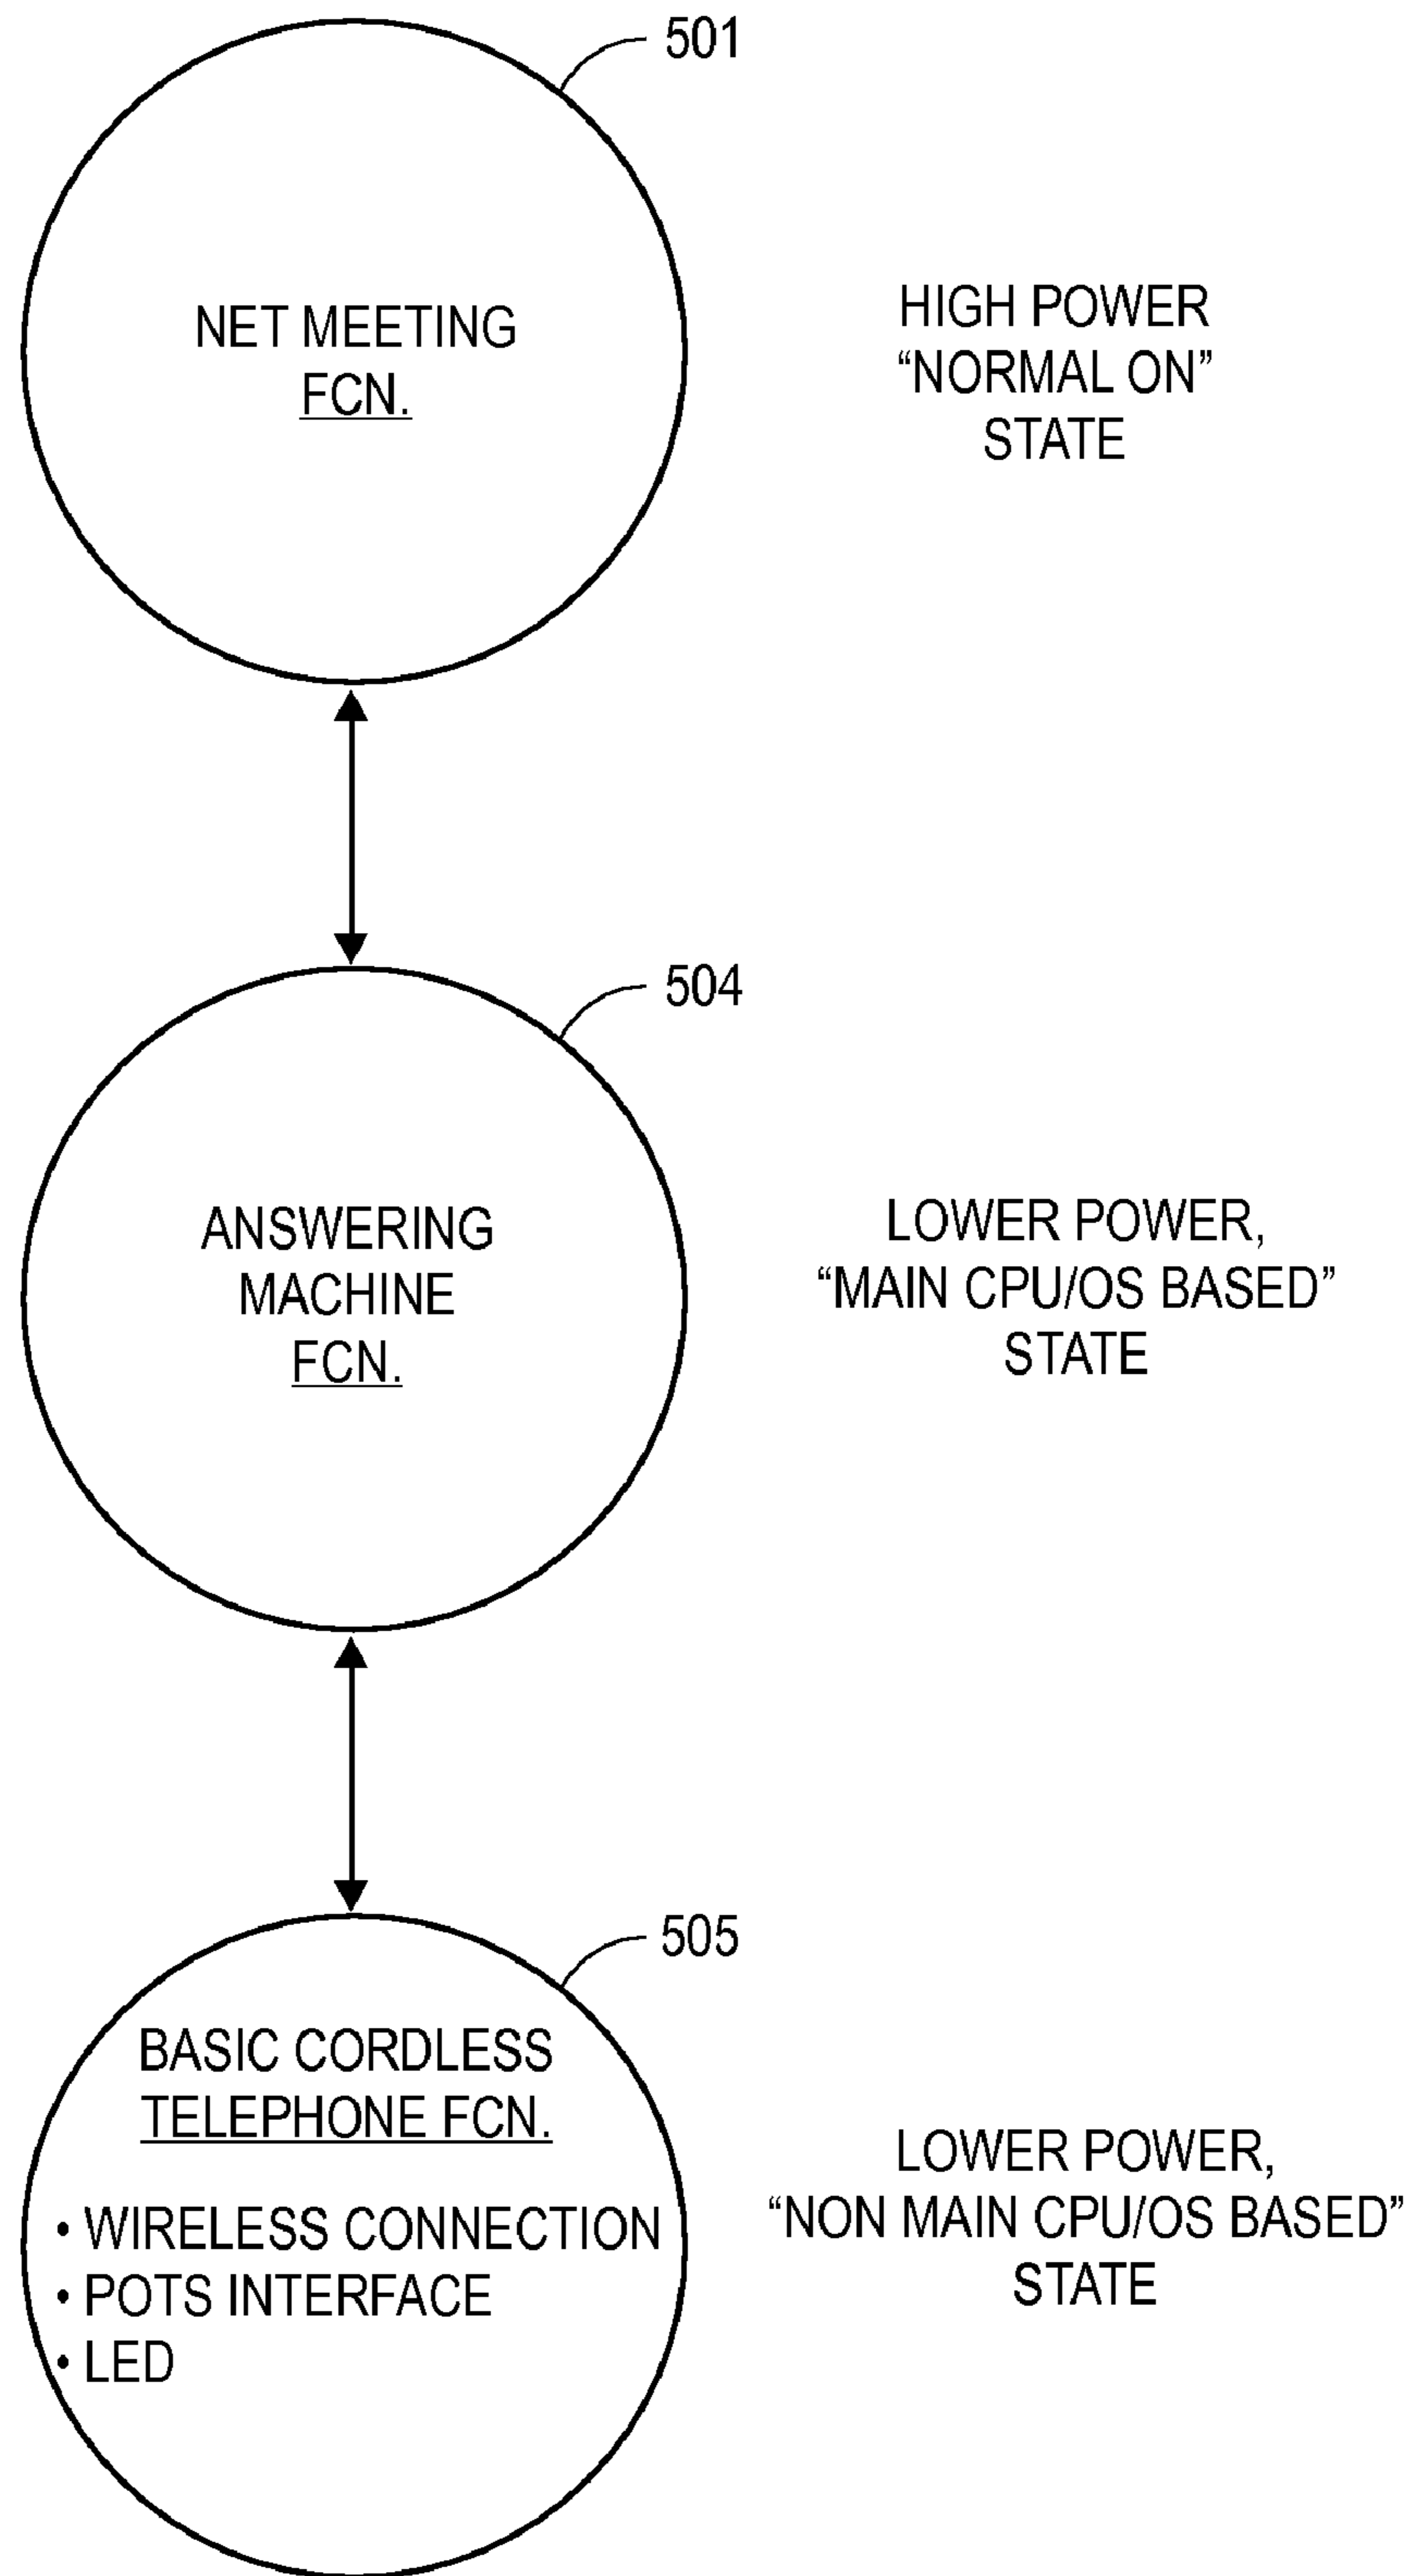 501
NET MEETING
FCN.
HIGH POWER
“NORMAL ON”
STATE
504
ANSWERING
MACHINE
FCN.
LOWER POWER,
“MAIN CPU/OS BASED”
STATE
505
BASIC CORDLESS
TELEPHONE FCN.
• WIRELESS CONNECTION
• POTS INTERFACE
• LED
LOWER POWER,
“NON MAIN CPU/OS BASED”
STATE